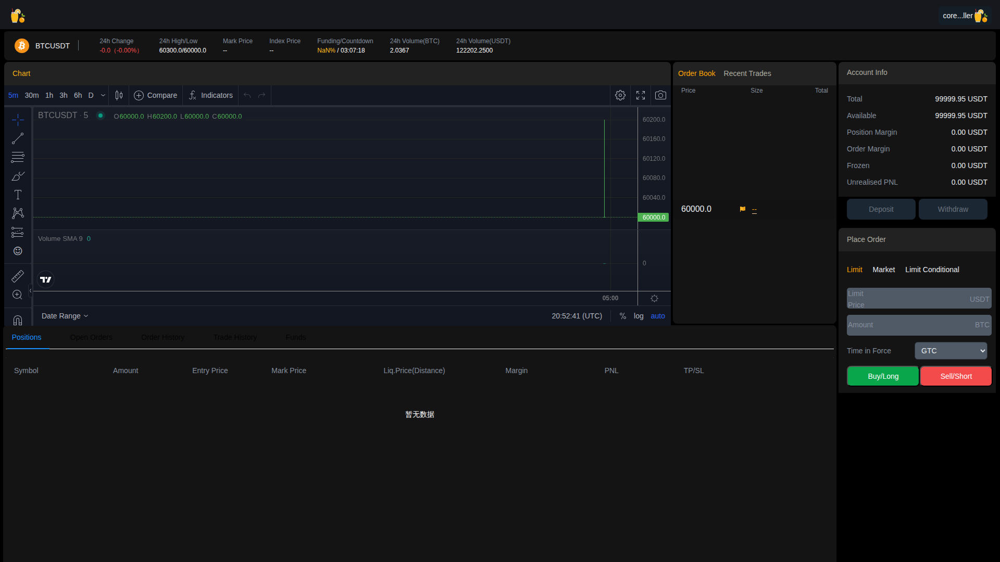 core...ller
BTCUSDT
24h Change
-0.0 (-0.00%)
24h High/Low
60300.0/60000.0
Mark Price
--
Index Price
--
Funding/Countdown
NaN% / 03:07:18
24h Volume(BTC)
2.0367
24h Volume(USDT)
122202.2500
Chart
5m 30m 1h 3h 6h D Compare Indicators
BTCUSDT · 5 O60000.0 H60200.0 L60000.0 C60000.0
60200.0
60160.0
60120.0
60080.0
60040.0
60000.0
Volume SMA 9 0
0
05:00
Date Range 20:52:41 (UTC) % log auto
Order Book Recent Trades
Price Size Total
60000.0 --
Account Info
Total 99999.95 USDT
Available 99999.95 USDT
Position Margin 0.00 USDT
Order Margin 0.00 USDT
Frozen 0.00 USDT
Unrealised PNL 0.00 USDT
Deposit Withdraw
Place Order
Limit Market Limit Conditional
Limit Price USDT
Amount BTC
Time in Force GTC
Buy/Long Sell/Short
Positions Open Orders Order History Trade History Funds
Symbol Amount Entry Price Mark Price Liq.Price(Distance) Margin PNL TP/SL
暂无数据